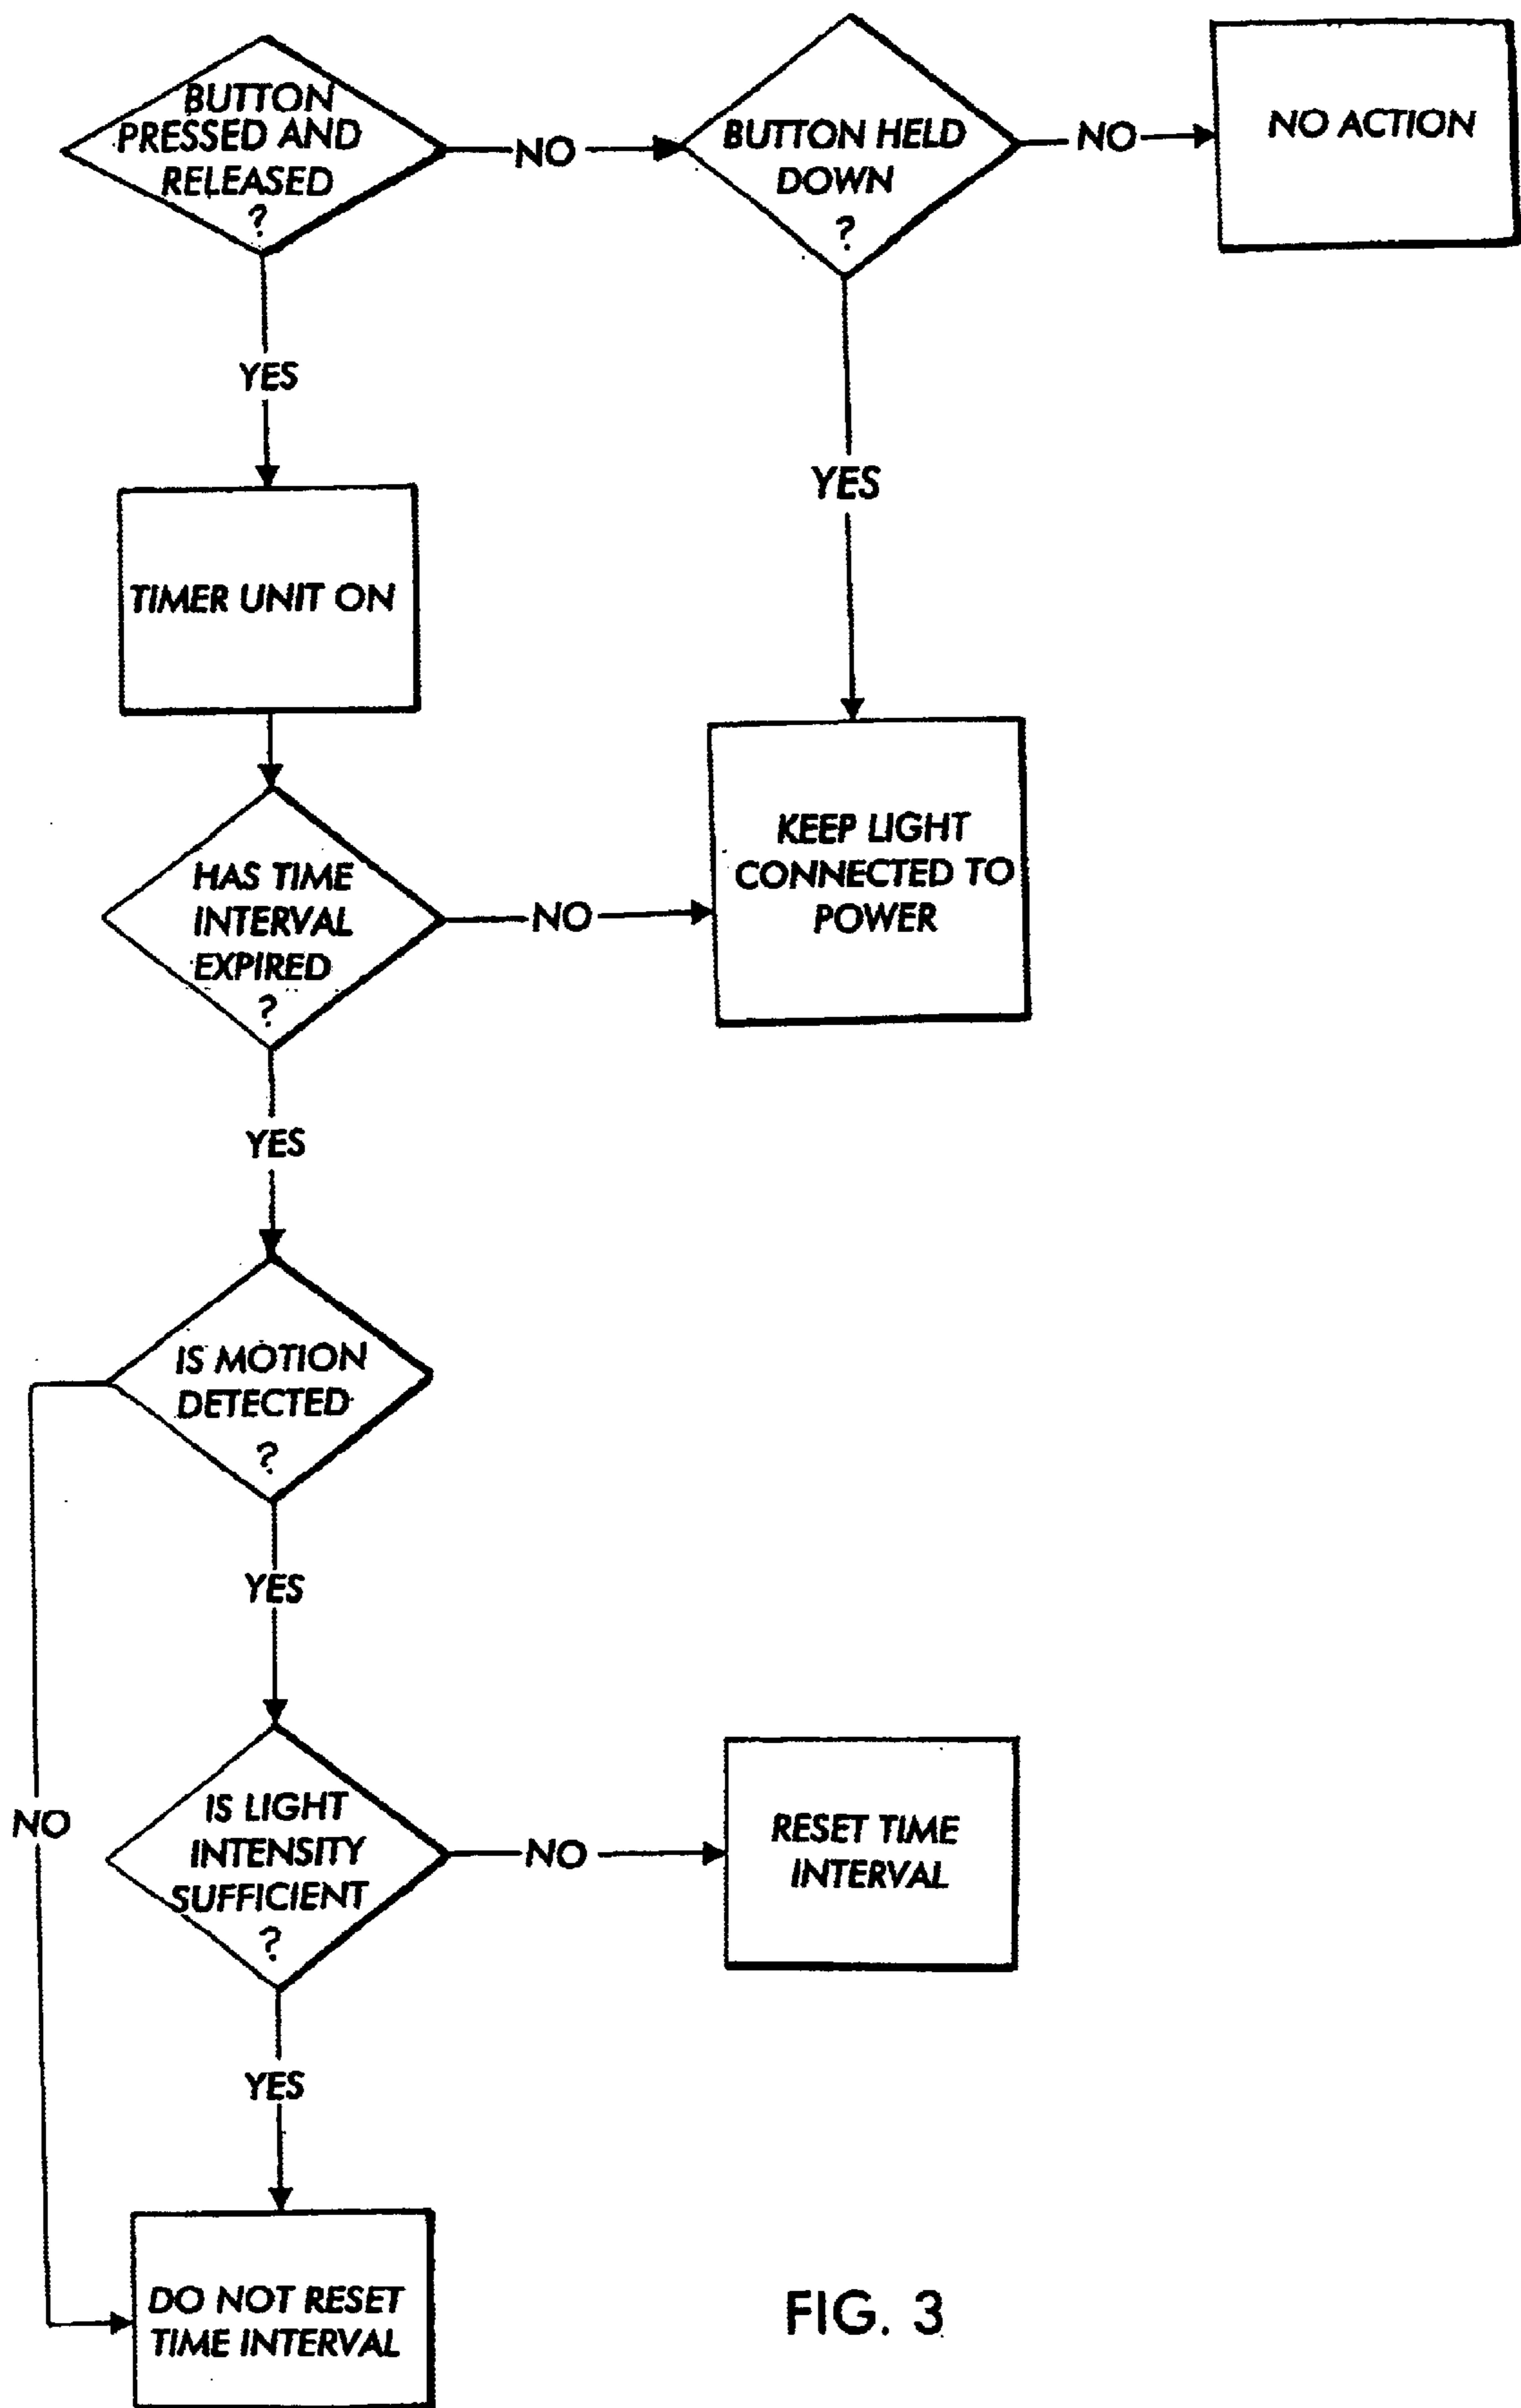 BUTTON
PRESSED AND
RELEASED
?
NO
BUTTON HELD
DOWN
?
NO
NO ACTION
YES
YES
TIMER UNIT ON
KEEP LIGHT
CONNECTED TO
POWER
HAS TIME
INTERVAL
EXPIRED
?
NO
YES
IS MOTION
DETECTED
?
YES
NO
IS LIGHT
INTENSITY
SUFFICIENT
?
NO
RESET TIME
INTERVAL
YES
DO NOT RESET
TIME INTERVAL
FIG. 3